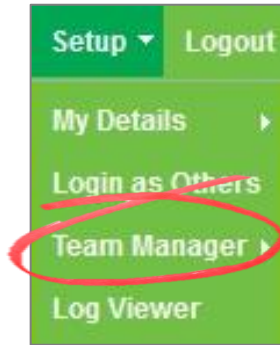 Setup Logout
My Details
Login as Others
Team Manager
Log Viewer